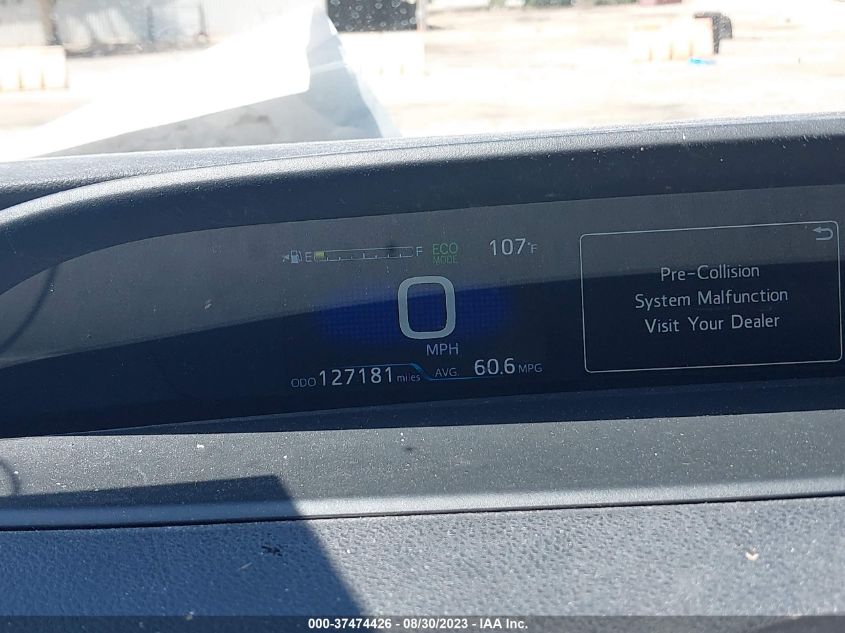 E F ECO MODE 107°F
0
MPH
ODO 127181 miles AVG. 60.6 MPG
Pre-Collision
System Malfunction
Visit Your Dealer
000-37474426 - 08/30/2023 - IAA Inc.